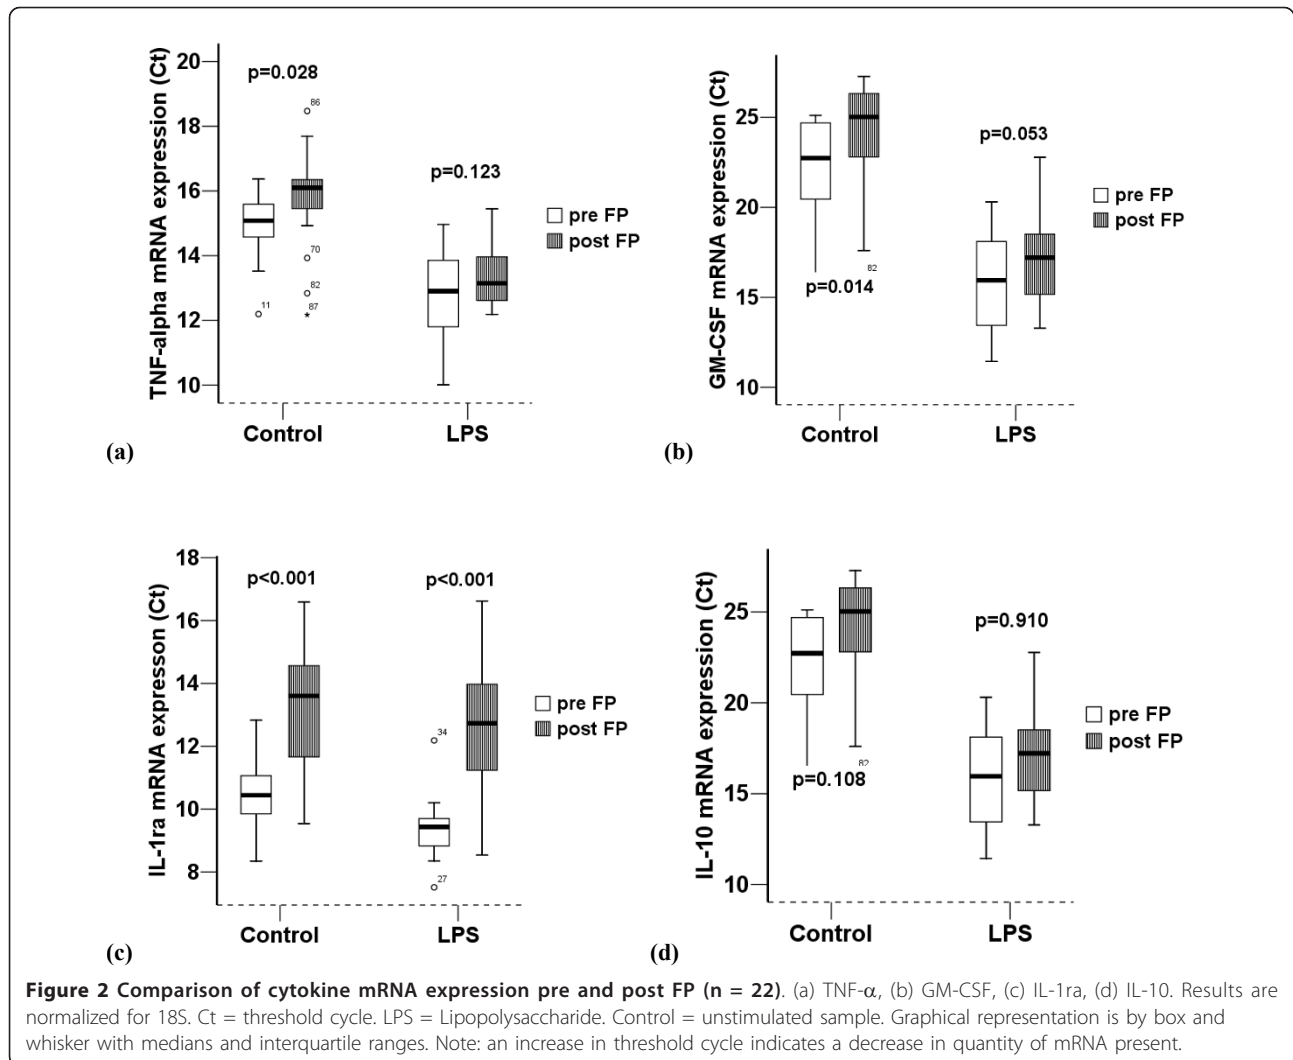 20
18
16
14
12
10
TNF-alpha mRNA expression (Ct)
p=0.028
86
70
82
87
11
p=0.123
pre FP
post FP
Control
LPS
(a)
25
20
15
10
GM-CSF mRNA expression (Ct)
p=0.014
82
p=0.053
pre FP
post FP
Control
LPS
(b)
18
16
14
12
10
8
IL-1ra mRNA expresson (Ct)
p<0.001
p<0.001
34
27
pre FP
post FP
Control
LPS
(c)
25
20
15
10
IL-10 mRNA expression (Ct)
p=0.108
82
p=0.910
pre FP
post FP
Control
LPS
(d)
Figure 2 Comparison of cytokine mRNA expression pre and post FP (n = 22). (a) TNF-α, (b) GM-CSF, (c) IL-1ra, (d) IL-10. Results are
normalized for 18S. Ct = threshold cycle. LPS = Lipopolysaccharide. Control = unstimulated sample. Graphical representation is by box and
whisker with medians and interquartile ranges. Note: an increase in threshold cycle indicates a decrease in quantity of mRNA present.